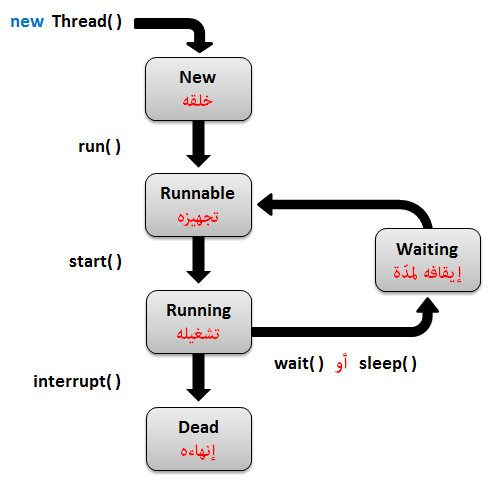 new Thread( )
New
خلقه
run( )
Runnable
تجهيزه
Waiting
إيقافه لمدّة
start( )
Running
تشغيله
wait( ) أو sleep( )
interrupt( )
Dead
إنهاءه